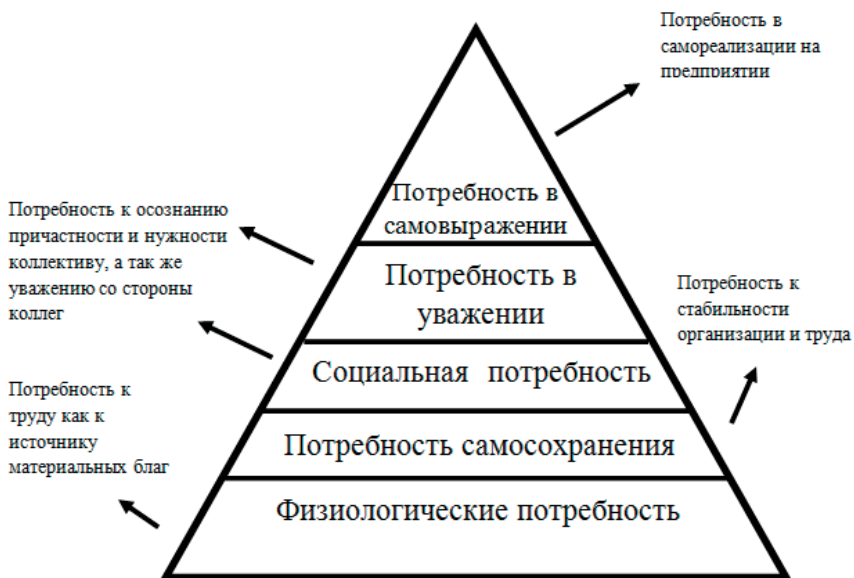 Потребность в
самореализации на
предприятии
Потребность в
самовыражении
Потребность к осознанию
причастности и нужности
коллективу, а так же
уважению со стороны
коллег
Потребность в
уважении
Потребность к
стабильности
организации и труда
Социальная потребность
Потребность к
труду как к
источнику
материальных благ
Потребность самосохранения
Физиологические потребность